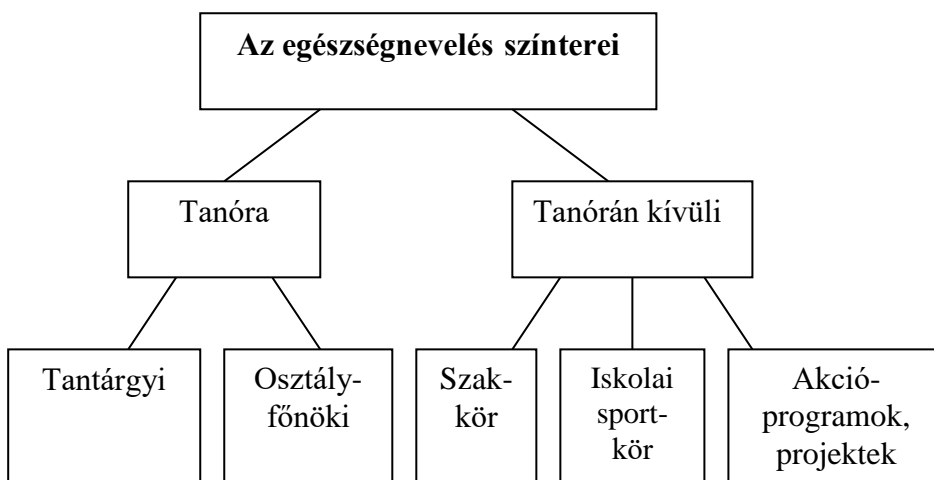 Az egészségnevelés színterei
Tanóra
Tanórán kívüli
Tantárgyi
Osztály-
főnöki
Szak-
kör
Iskolai
sport-
kör
Akció-
programok,
projektek